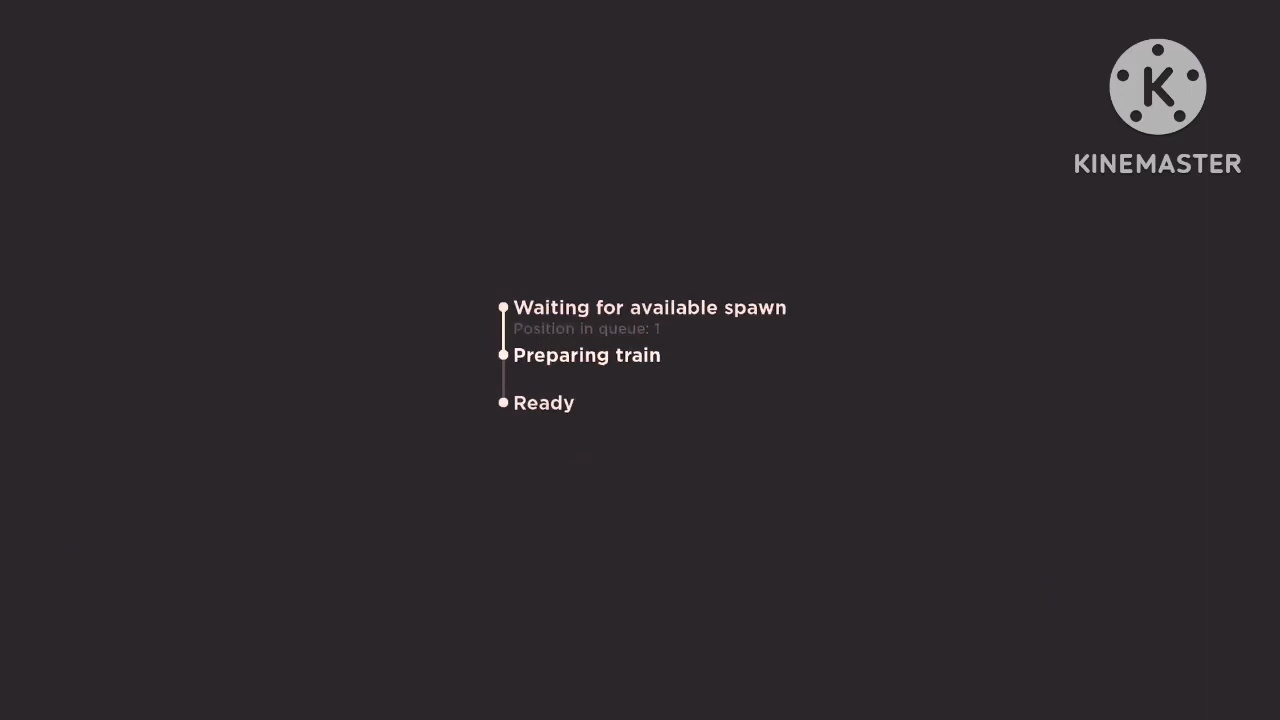 K
KINEMASTER
Waiting for available spawn
Position in queue: 1
Preparing train
Ready